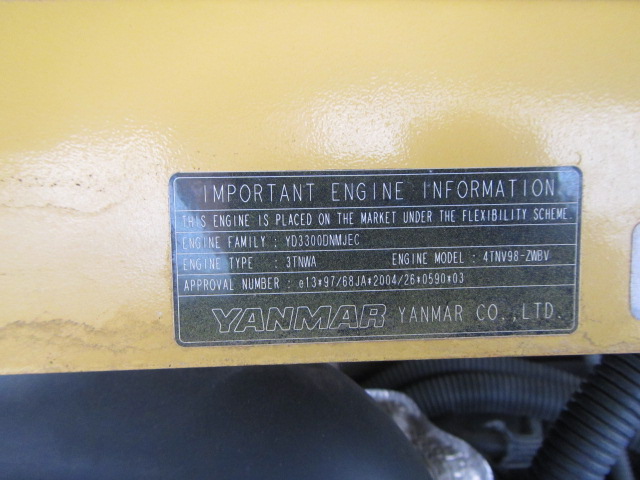 IMPORTANT ENGINE INFORMATION
THIS ENGINE IS PLACED ON THE MARKET UNDER THE FLEXIBILITY SCHEME
ENGINE FAMILY : YD3300DNMJEC
ENGINE TYPE : 3TNWA ENGINE MODEL : 4TNV98-ZWBV
APPROVAL NUMBER : e13*97/68JA*2004/26*0590*03
YANMAR YANMAR CO.,LTD.